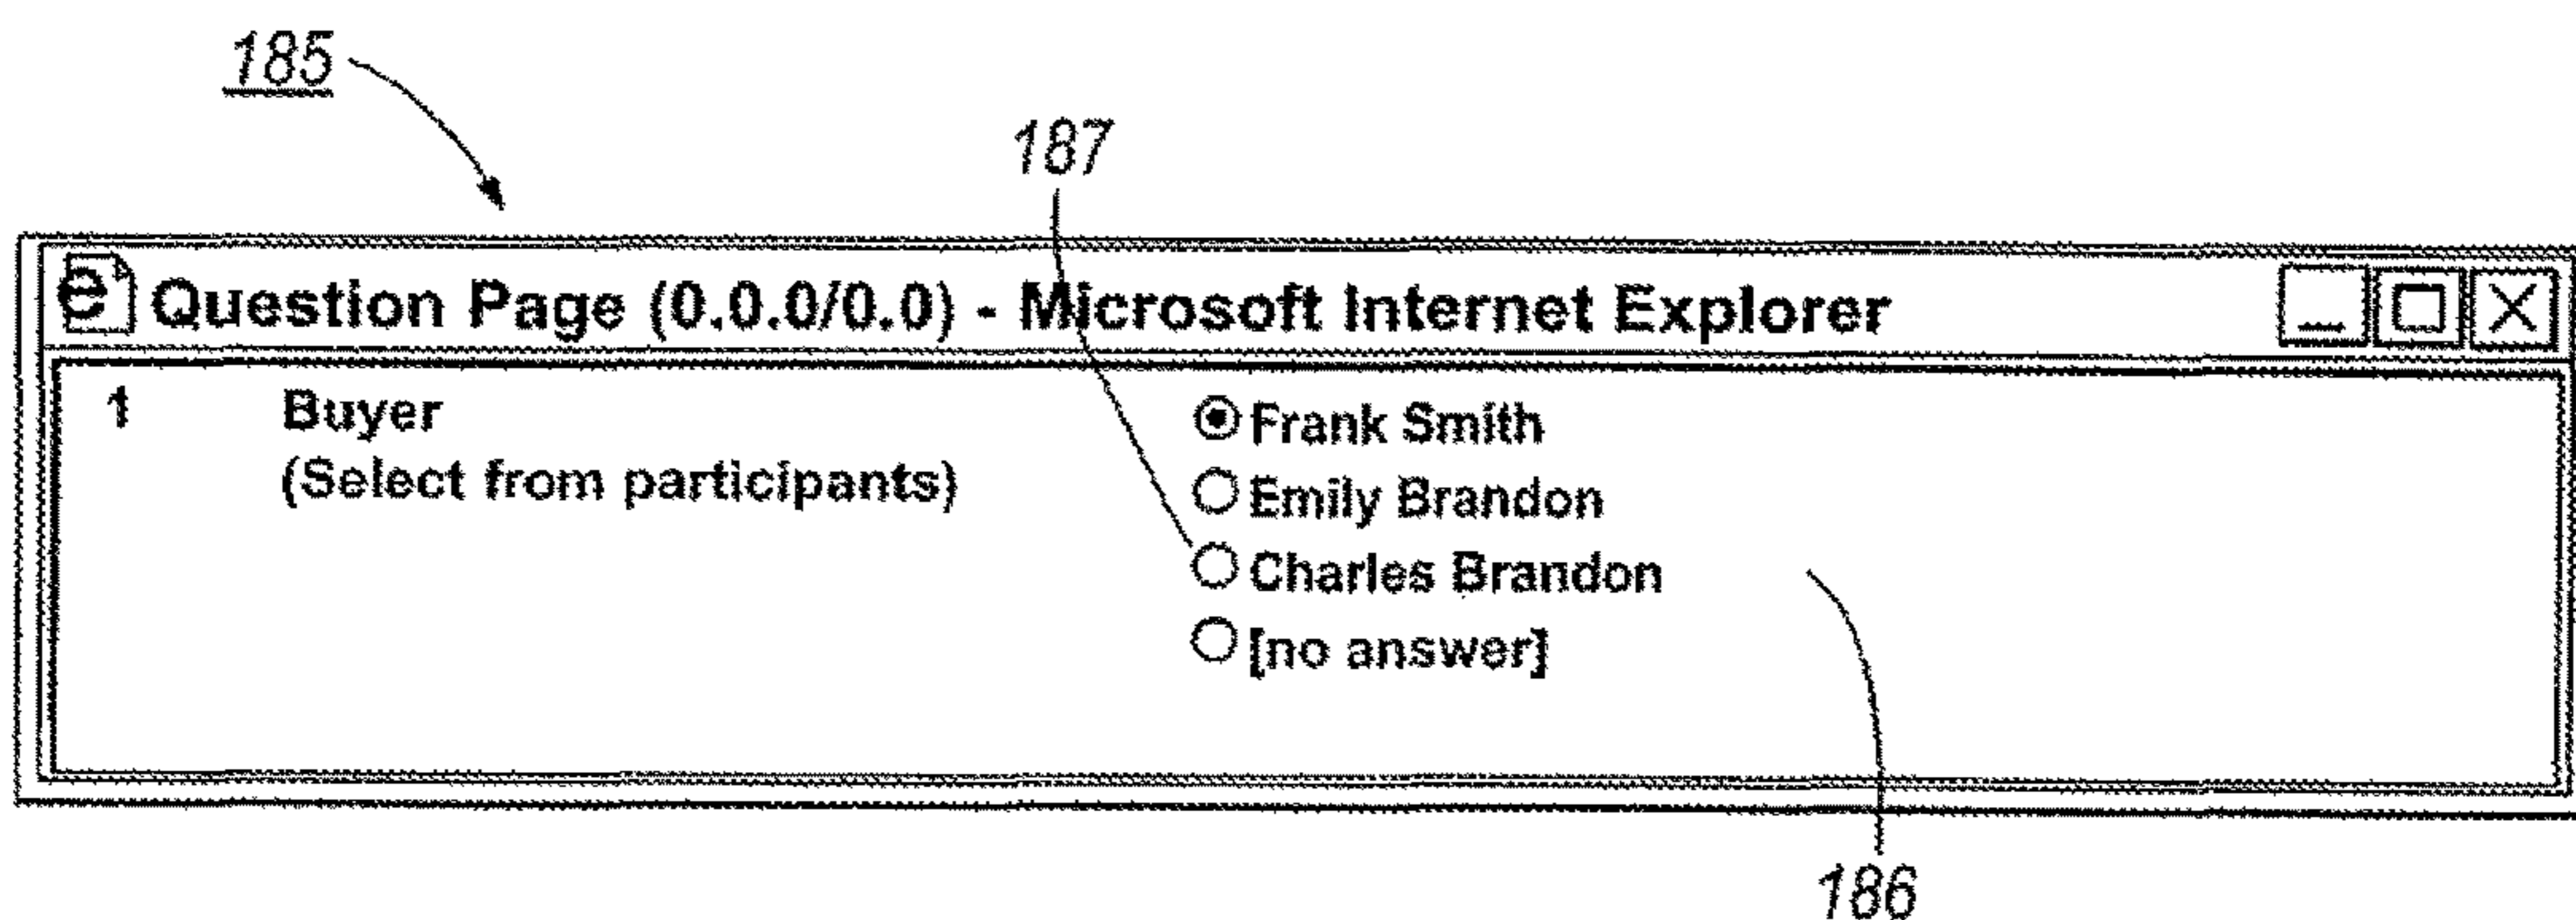 185
187
Question Page (0.0.0/0.0) - Microsoft Internet Explorer
1 Buyer
(Select from participants)
Frank Smith
Emily Brandon
Charles Brandon
[no answer]
186